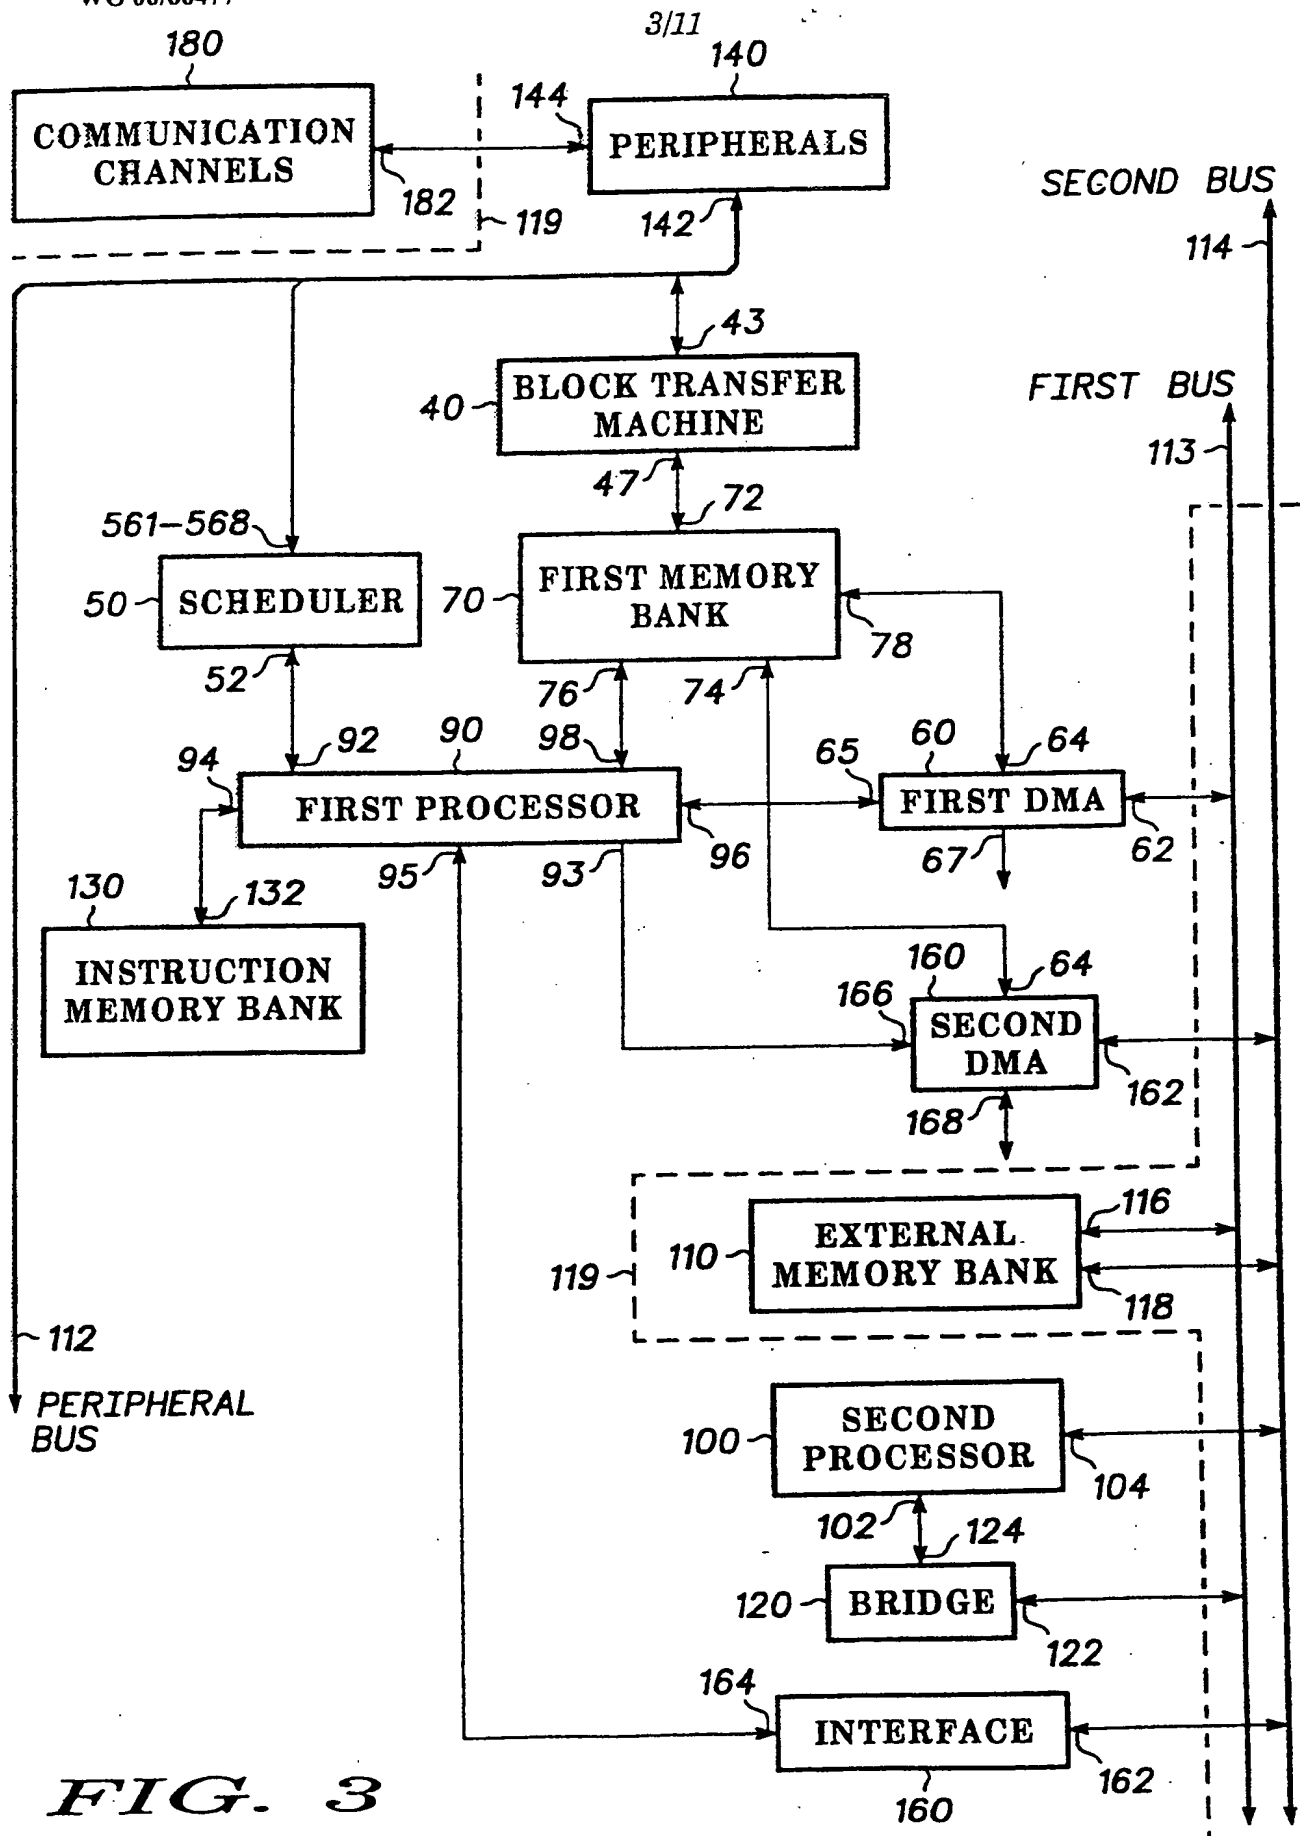 3/11
180
140
COMMUNICATION
CHANNELS
144
182
PERIPHERALS
119
142
SECOND BUS
114
43
BLOCK TRANSFER
MACHINE
40
FIRST BUS
113
47
72
561-568
50
SCHEDULER
70
FIRST MEMORY
BANK
78
52
76
74
94
92
90
98
65
60
64
FIRST PROCESSOR
FIRST DMA
95
93
96
67
62
130
132
INSTRUCTION
MEMORY BANK
160
64
166
SECOND
DMA
162
168
116
110
EXTERNAL
MEMORY BANK
119
118
112
PERIPHERAL
BUS
100
SECOND
PROCESSOR
104
102
124
120
BRIDGE
122
164
INTERFACE
162
160
FIG. 3